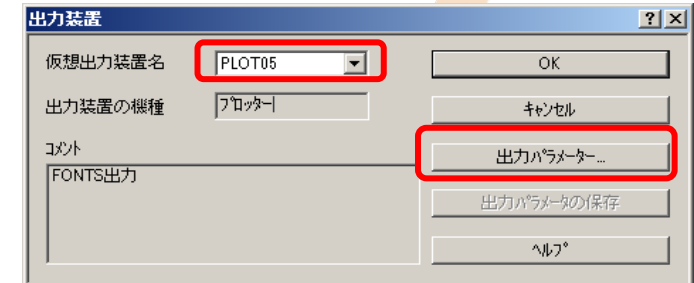 出力装置
仮想出力装置名 PLOT05 OK
出力装置の機種 ﾌﾟﾛｯﾀｰ ｷｬﾝｾﾙ
ｺﾒﾝﾄ 出力ﾊﾟﾗﾒｰﾀｰ...
FONTS出力
出力ﾊﾟﾗﾒｰﾀの保存
ﾍﾙﾌﾟ